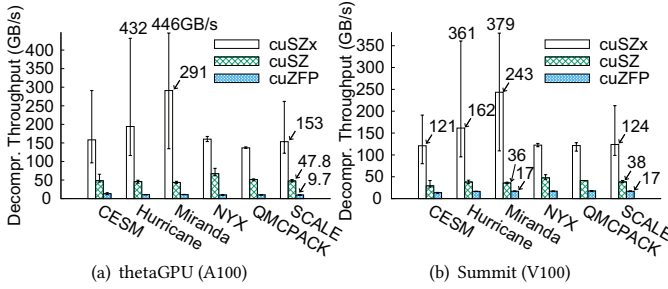 Decompr. Throughput (GB/s)
400
350
300
250
200
150
100
50
0
432
446GB/s
291
153
47.8
9.7
cuSZx
cuSZ
cuZFP
CESM
Hurricane
Miranda
NYX
QMCPACK
SCALE
(a) thetaGPU (A100)
Decompr. Throughput (GB/s)
350
300
250
200
150
100
50
0
121
361
162
379
243
36
17
124
38
17
cuSZx
cuSZ
cuZFP
CESM
Hurricane
Miranda
NYX
QMCPACK
SCALE
(b) Summit (V100)